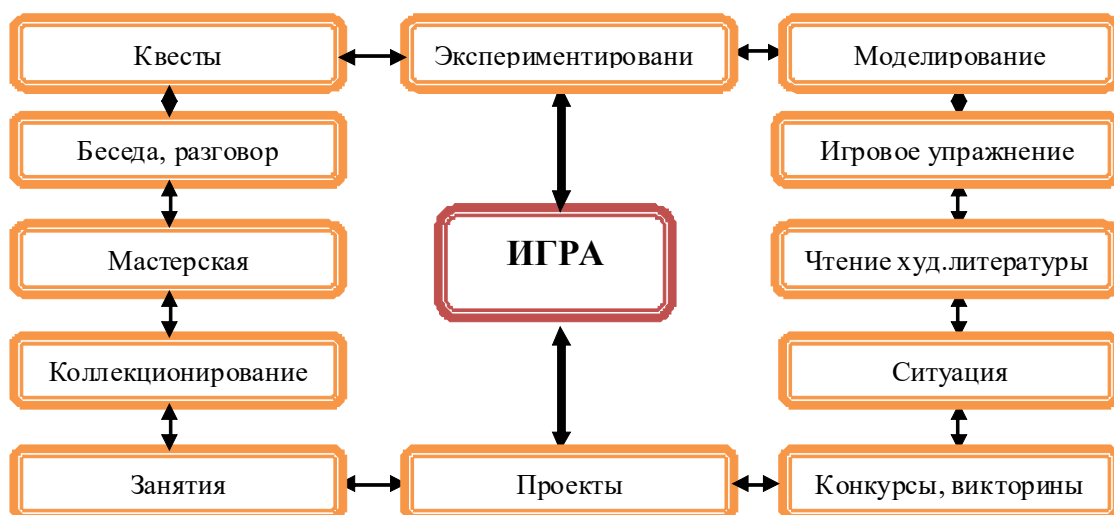 Квесты
Экспериментировани
Моделирование
Беседа, разговор
Игровое упражнение
Мастерская
ИГРА
Чтение худ.литературы
Коллекционирование
Ситуация
Занятия
Проекты
Конкурсы, викторины